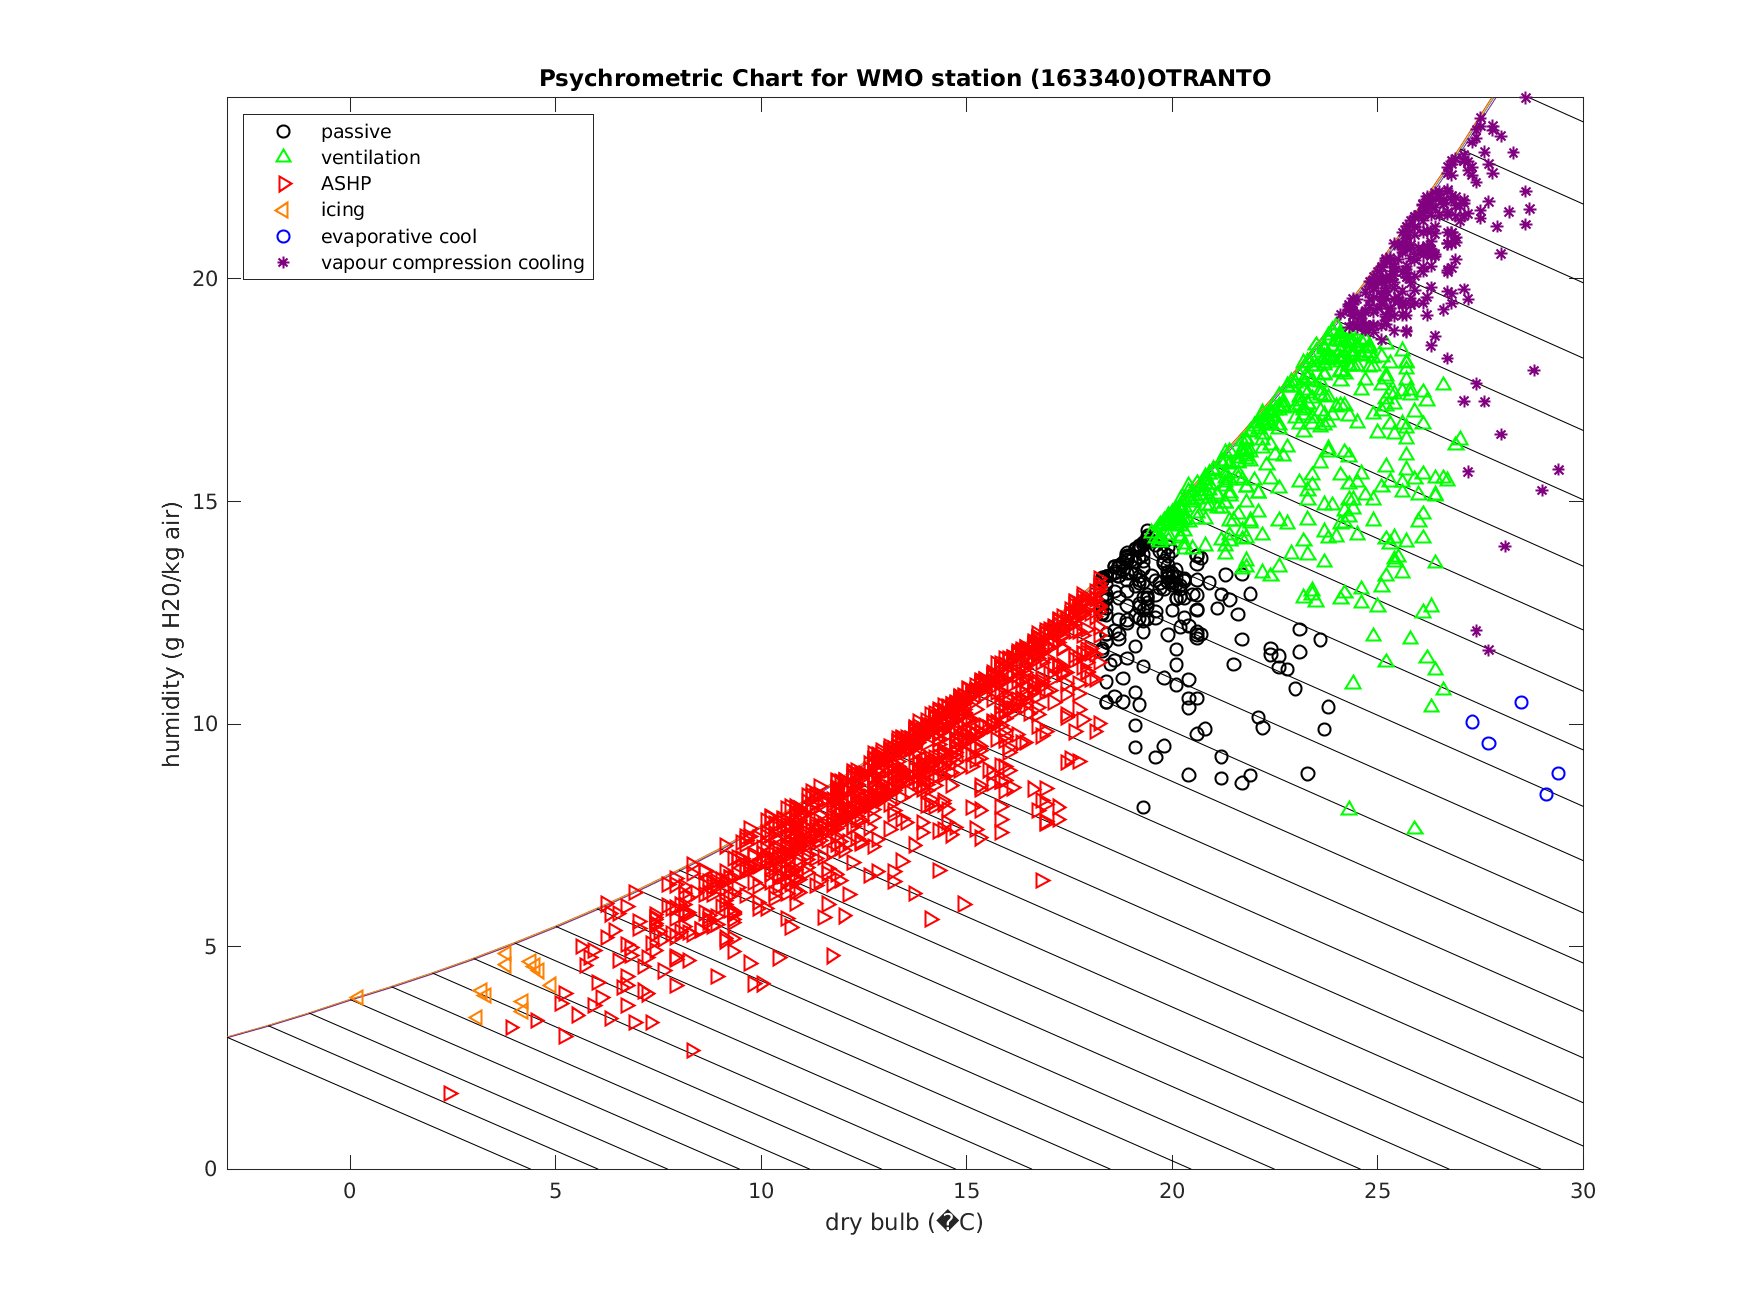 Psychrometric Chart for WMO station (163340)OTRANTO
passive
ventilation
ASHP
icing
evaporative cool
vapour compression cooling
humidity (g H20/kg air)
20
15
10
5
0
0 5 10 15 20 25 30
dry bulb (�C)